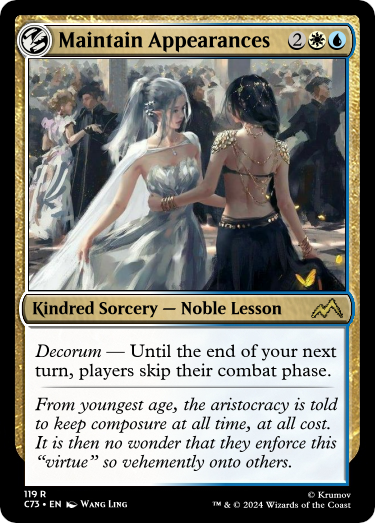 Maintain Appearances 2
Kindred Sorcery — Noble Lesson
Decorum — Until the end of your next
turn, players skip their combat phase.
From youngest age, the aristocracy is told
to keep composure at all time, at all cost.
It is then no wonder that they enforce this
“virtue” so vehemently onto others.
119 R
© Krumov
C73 • EN Wang Ling
™ & © 2024 Wizards of the Coast